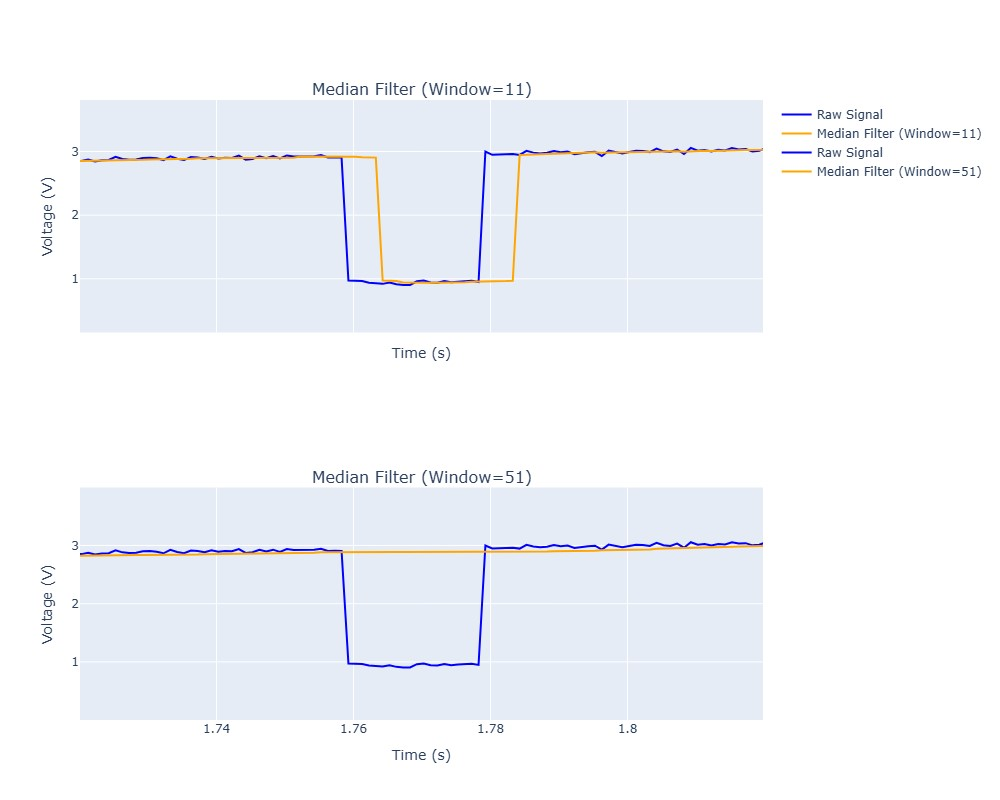 Median Filter (Window=11)
Raw Signal
Median Filter (Window=11)
Raw Signal
Median Filter (Window=51)
3
2
1
Voltage (V)
Time (s)
Median Filter (Window=51)
3
2
1
Voltage (V)
1.74
1.76
1.78
1.8
Time (s)